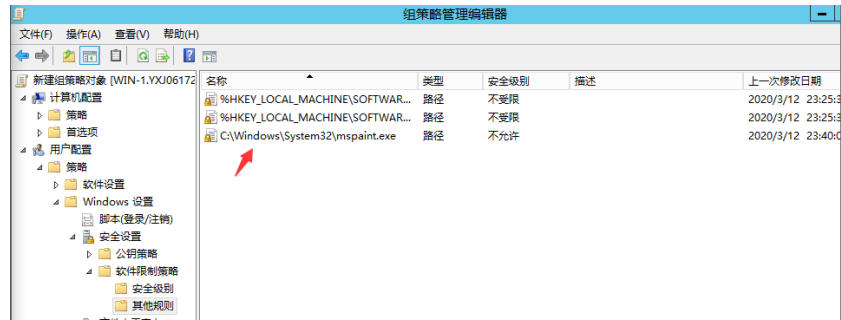 组策略管理编辑器
文件(F) 操作(A) 查看(V) 帮助(H)
新建组策略对象 [WIN-1.YXJ06172
计算机配置
策略
首选项
用户配置
策略
软件设置
Windows 设置
脚本(登录/注销)
安全设置
公钥策略
软件限制策略
安全级别
其他规则
名称 类型 安全级别 描述 上一次修改日期
%HKEY_LOCAL_MACHINE\SOFTWAR... 路径 不受限 2020/3/12 23:25:3
%HKEY_LOCAL_MACHINE\SOFTWAR... 路径 不受限 2020/3/12 23:25:3
C:\Windows\System32\mspaint.exe 路径 不允许 2020/3/12 23:40:0